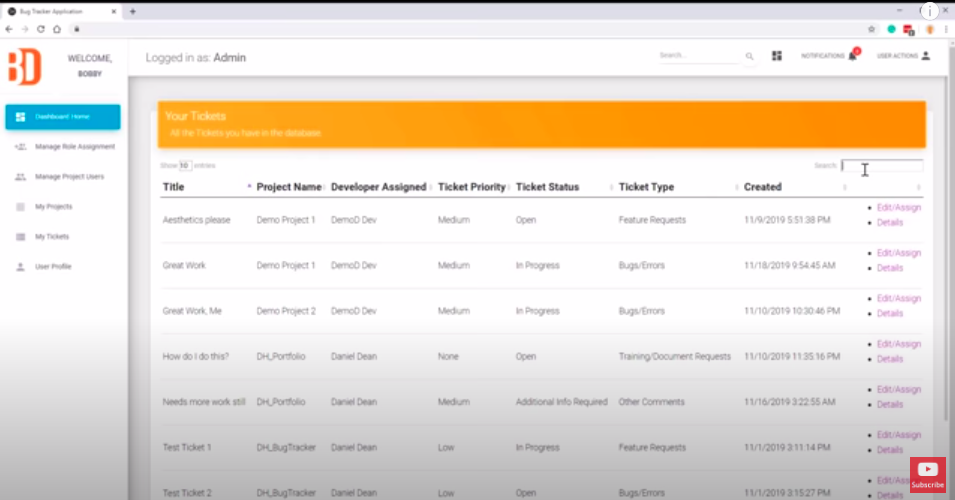 Bug Tracker Application
BD
WELCOME,
BOBBY
Logged in as: Admin
Search...
NOTIFICATIONS
USER ACTIONS
Dashboard Home
Manage Role Assignment
Manage Project Users
My Projects
My Tickets
User Profile
Your Tickets
All the Tickets you have in the database.
Show 10 entries
Search:
Title Project Name Developer Assigned Ticket Priority Ticket Status Ticket Type Created
Aesthetics please Demo Project 1 DemoD Dev Medium Open Feature Requests 11/9/2019 5:51:38 PM Edit/Assign
Details
Great Work Demo Project 1 DemoD Dev Medium In Progress Bugs/Errors 11/18/2019 9:54:45 AM Edit/Assign
Details
Great Work, Me Demo Project 2 DemoD Dev Medium In Progress Bugs/Errors 11/10/2019 10:30:46 PM Edit/Assign
Details
How do I do this? DH_Portfolio Daniel Dean None Open Training/Document Requests 11/10/2019 11:35:16 PM Edit/Assign
Details
Needs more work still DH_Portfolio Daniel Dean Medium Additional Info Required Other Comments 11/16/2019 3:22:55 AM Edit/Assign
Details
Test Ticket 1 DH_BugTracker Daniel Dean Low In Progress Feature Requests 11/1/2019 3:11:14 PM Edit/Assign
Details
Test Ticket 2 DH_BugTracker Daniel Dean Low Open Bugs/Errors 11/1/2019 3:15:27 PM Edit/Assign
Subscribe